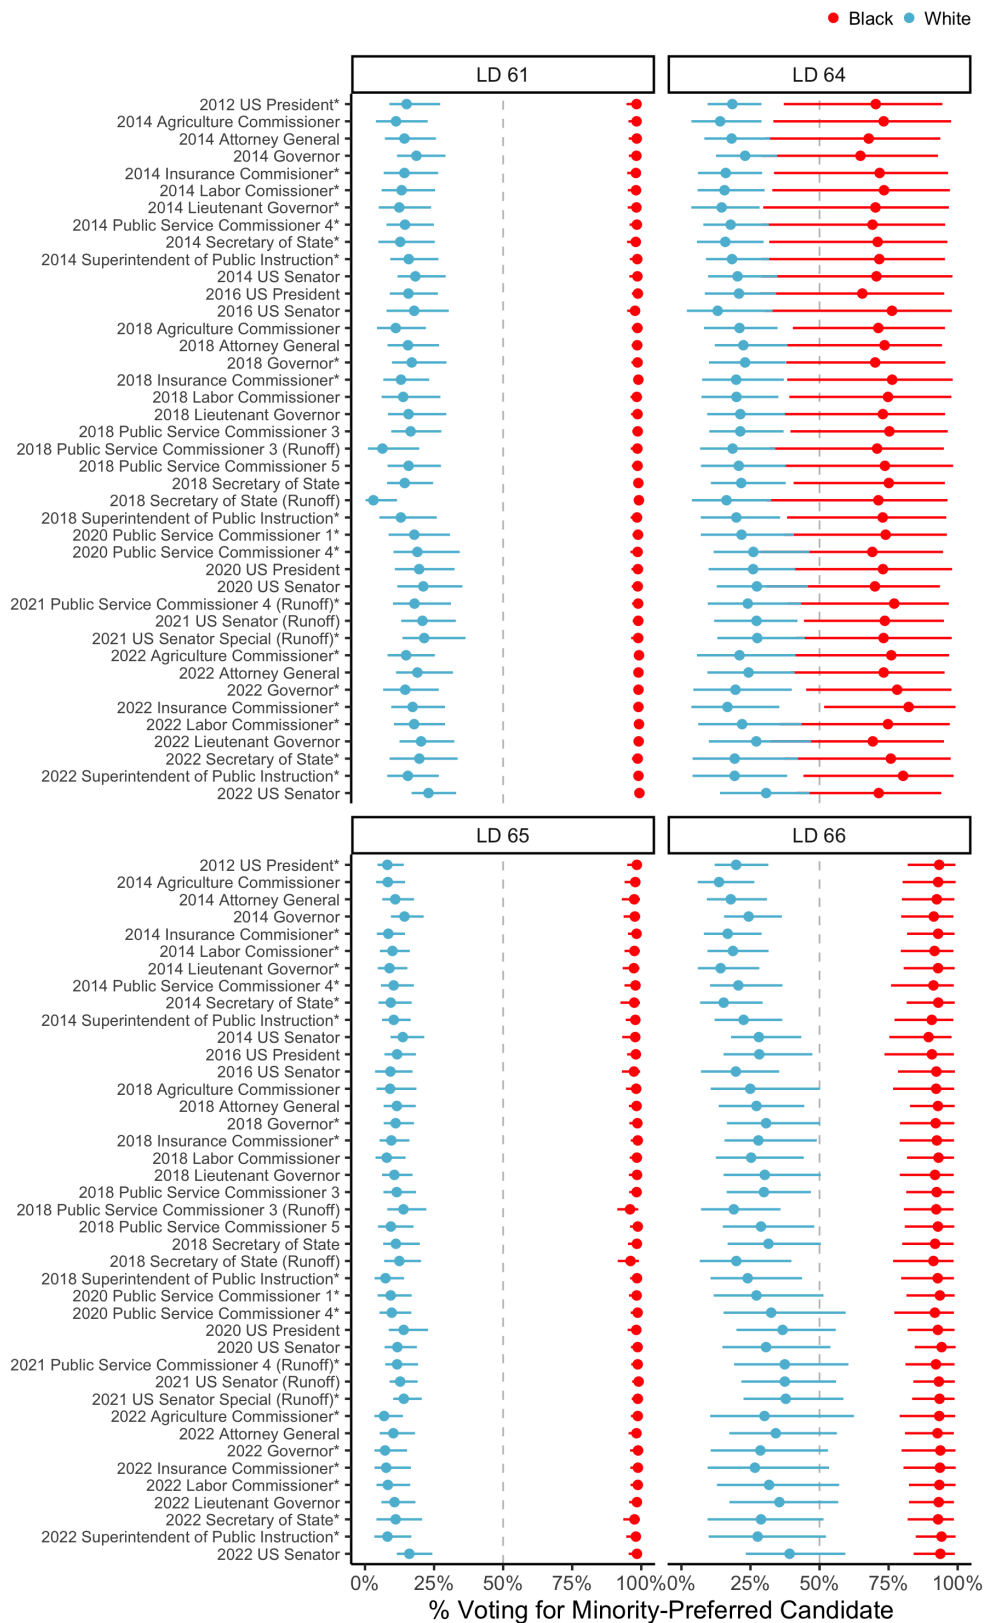 Black White
LD 61 LD 64
2012 US President*
2014 Agriculture Commissioner
2014 Attorney General
2014 Governor
2014 Insurance Commisioner*
2014 Labor Comissioner*
2014 Lieutenant Governor*
2014 Public Service Commissioner 4*
2014 Secretary of State*
2014 Superintendent of Public Instruction*
2014 US Senator
2016 US President
2016 US Senator
2018 Agriculture Commissioner
2018 Attorney General
2018 Governor*
2018 Insurance Commissioner*
2018 Labor Commissioner
2018 Lieutenant Governor
2018 Public Service Commissioner 3
2018 Public Service Commissioner 3 (Runoff)
2018 Public Service Commissioner 5
2018 Secretary of State
2018 Secretary of State (Runoff)
2018 Superintendent of Public Instruction*
2020 Public Service Commissioner 1*
2020 Public Service Commissioner 4*
2020 US President
2020 US Senator
2021 Public Service Commissioner 4 (Runoff)*
2021 US Senator (Runoff)
2021 US Senator Special (Runoff)*
2022 Agriculture Commissioner*
2022 Attorney General
2022 Governor*
2022 Insurance Commissioner*
2022 Labor Commissioner*
2022 Lieutenant Governor
2022 Secretary of State*
2022 Superintendent of Public Instruction*
2022 US Senator
LD 65 LD 66
2012 US President*
2014 Agriculture Commissioner
2014 Attorney General
2014 Governor
2014 Insurance Commisioner*
2014 Labor Comissioner*
2014 Lieutenant Governor*
2014 Public Service Commissioner 4*
2014 Secretary of State*
2014 Superintendent of Public Instruction*
2014 US Senator
2016 US President
2016 US Senator
2018 Agriculture Commissioner
2018 Attorney General
2018 Governor*
2018 Insurance Commissioner*
2018 Labor Commissioner
2018 Lieutenant Governor
2018 Public Service Commissioner 3
2018 Public Service Commissioner 3 (Runoff)
2018 Public Service Commissioner 5
2018 Secretary of State
2018 Secretary of State (Runoff)
2018 Superintendent of Public Instruction*
2020 Public Service Commissioner 1*
2020 Public Service Commissioner 4*
2020 US President
2020 US Senator
2021 Public Service Commissioner 4 (Runoff)*
2021 US Senator (Runoff)
2021 US Senator Special (Runoff)*
2022 Agriculture Commissioner*
2022 Attorney General
2022 Governor*
2022 Insurance Commissioner*
2022 Labor Commissioner*
2022 Lieutenant Governor
2022 Secretary of State*
2022 Superintendent of Public Instruction*
2022 US Senator
0% 25% 50% 75% 100% 0% 25% 50% 75% 100%
% Voting for Minority-Preferred Candidate